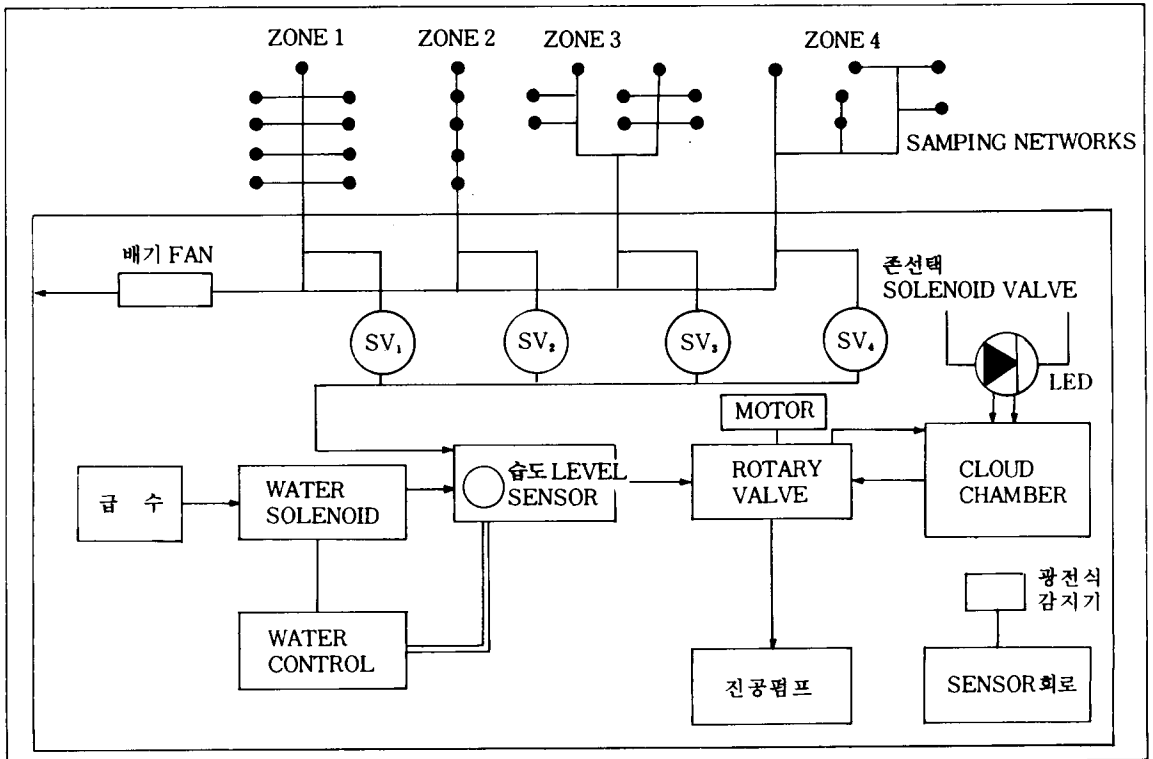 ZONE 1
ZONE 2
ZONE 3
ZONE 4
SAMPING NETWORKS
배기 FAN
존선택
SOLENOID VALVE
SV₁
SV₂
SV₃
SV₄
LED
MOTOR
급 수
WATER
SOLENOID
습도 LEVEL
SENSOR
ROTARY
VALVE
CLOUD
CHAMBER
광전식
감지기
WATER
CONTROL
진공펌프
SENSOR회로